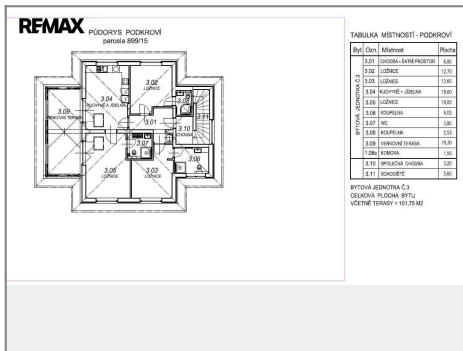 RE/MAX PŮDORYS PODKROVÍ
parcela 899/15
TABULKA MÍSTNOSTÍ - PODKROVÍ
Byt Ozn. Místnost Plocha
BYTOVÁ JEDNOTKA Č.3
3.01 CHODBA + ŠATNÍ PROSTOR 6,80
3.02 LOŽNICE 12,70
3.03 LOŽNICE 12,60
3.04 KUCHYNĚ + JÍDELNA 18,60
3.05 LOŽNICE 18,85
3.06 KOUPELNA 6,05
3.07 WC 3,90
3.08 KOUPELNA 2,55
3.09 VENKOVNÍ TERASA 18,20
1.08c KOMORA 1,50
3.10 SPOLEČNÁ CHODBA 3,20
3.11 SCHODIŠTĚ 5,60
BYTOVÁ JEDNOTKA Č.3
CELKOVÁ PLOCHA BYTU
VČETNĚ TERASY = 101,75 M2
3.02
LOŽNICE
3.04
KUCHYNĚ A JÍDELNA
3.08
3.09
VENKOVNÍ TERASA
3.11
3.01
3.10
CHODBA
3.07
3.05
LOŽNICE
3.03
LOŽNICE
3.06